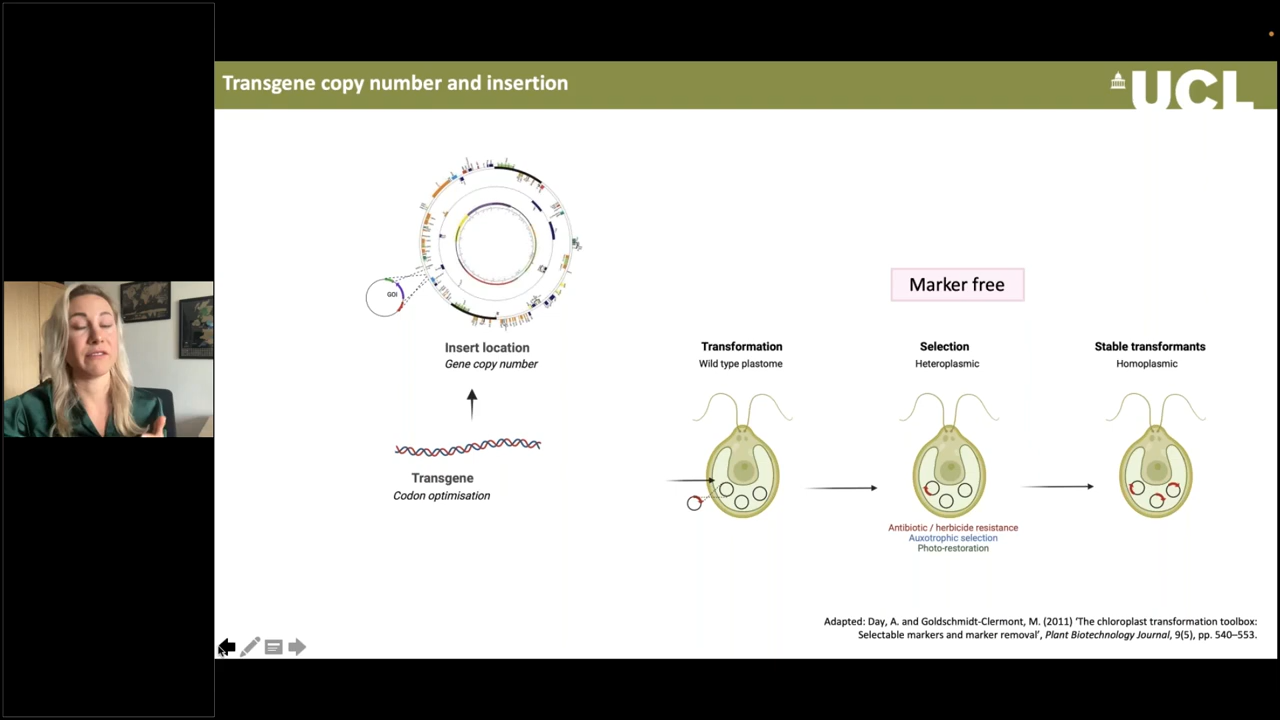 Transgene copy number and insertion
UCL
GOI
Insert location
Gene copy number
Transgene
Codon optimisation
Marker free
Transformation
Wild type plastome
Selection
Heteroplasmic
Stable transformants
Homoplasmic
Antibiotic / herbicide resistance
Auxotrophic selection
Photo-restoration
Adapted: Day, A. and Goldschmidt-Clermont, M. (2011) ‘The chloroplast transformation toolbox:
Selectable markers and marker removal’, Plant Biotechnology Journal, 9(5), pp. 540–553.